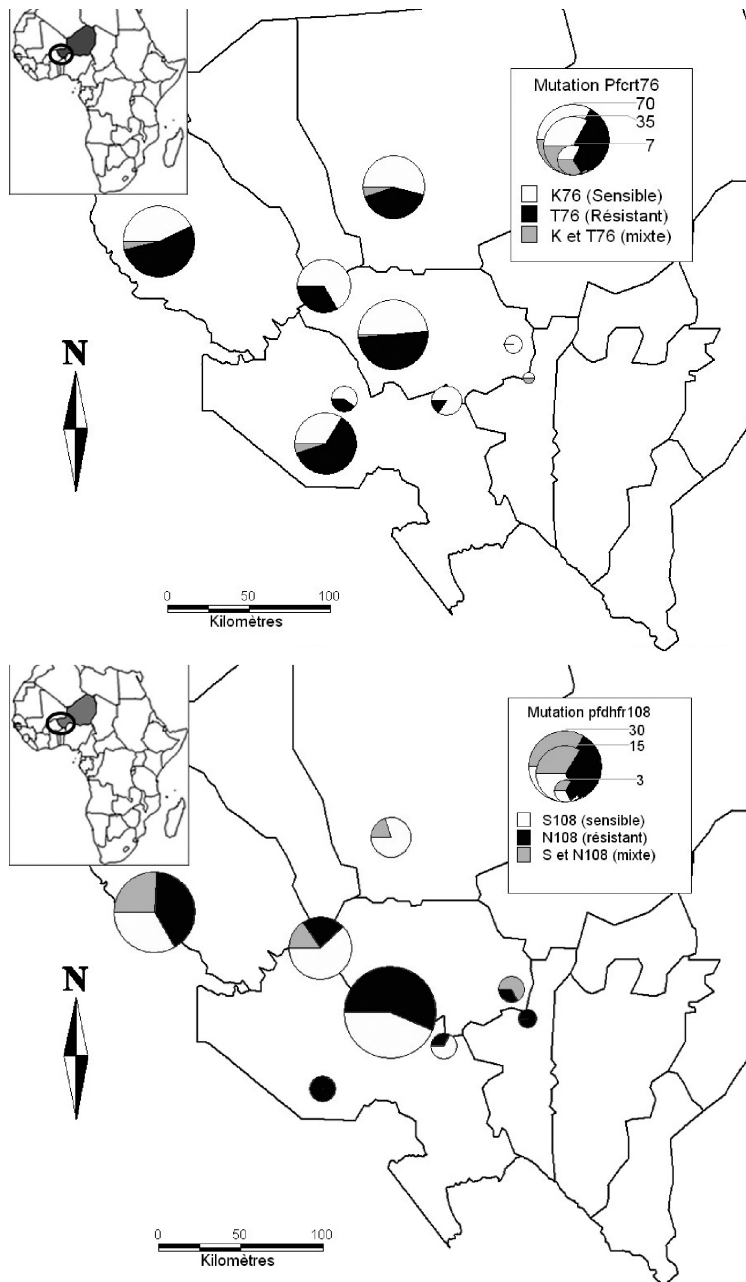 Mutation Pfcrt76
70
35
7
K76 (Sensible)
T76 (Résistant)
K et T76 (mixte)
N
0 50 100
Kilomètres
Mutation pfdhfr108
30
15
3
S108 (sensible)
N108 (résistant)
S et N108 (mixte)
N
0 50 100
Kilomètres